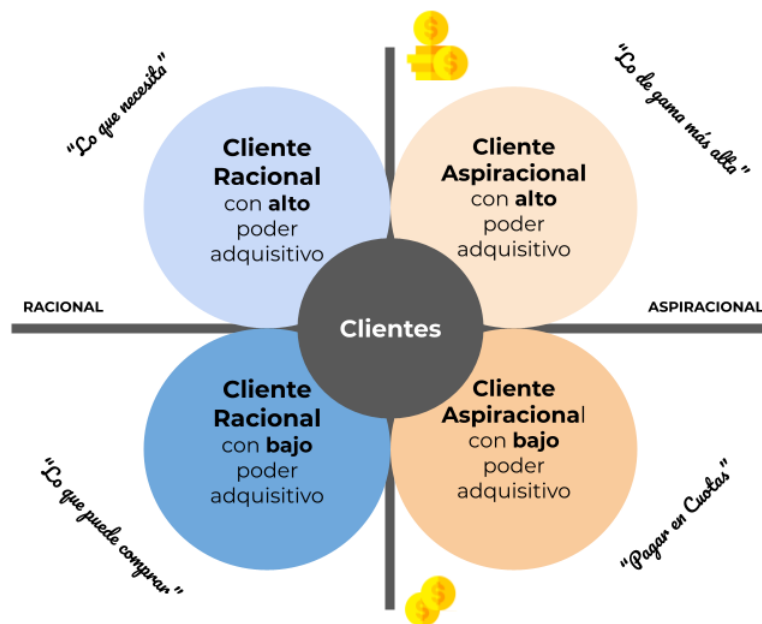 “Lo que necesita”
“Lo de gama más alta”
Cliente
Racional
con alto
poder
adquisitivo
Cliente
Aspiracional
con alto
poder
adquisitivo
RACIONAL
Clientes
ASPIRACIONAL
Cliente
Racional
con bajo
poder
adquisitivo
Cliente
Aspiracional
con bajo
poder
adquisitivo
“Lo que puede comprar”
“Pagar en Cuotas”